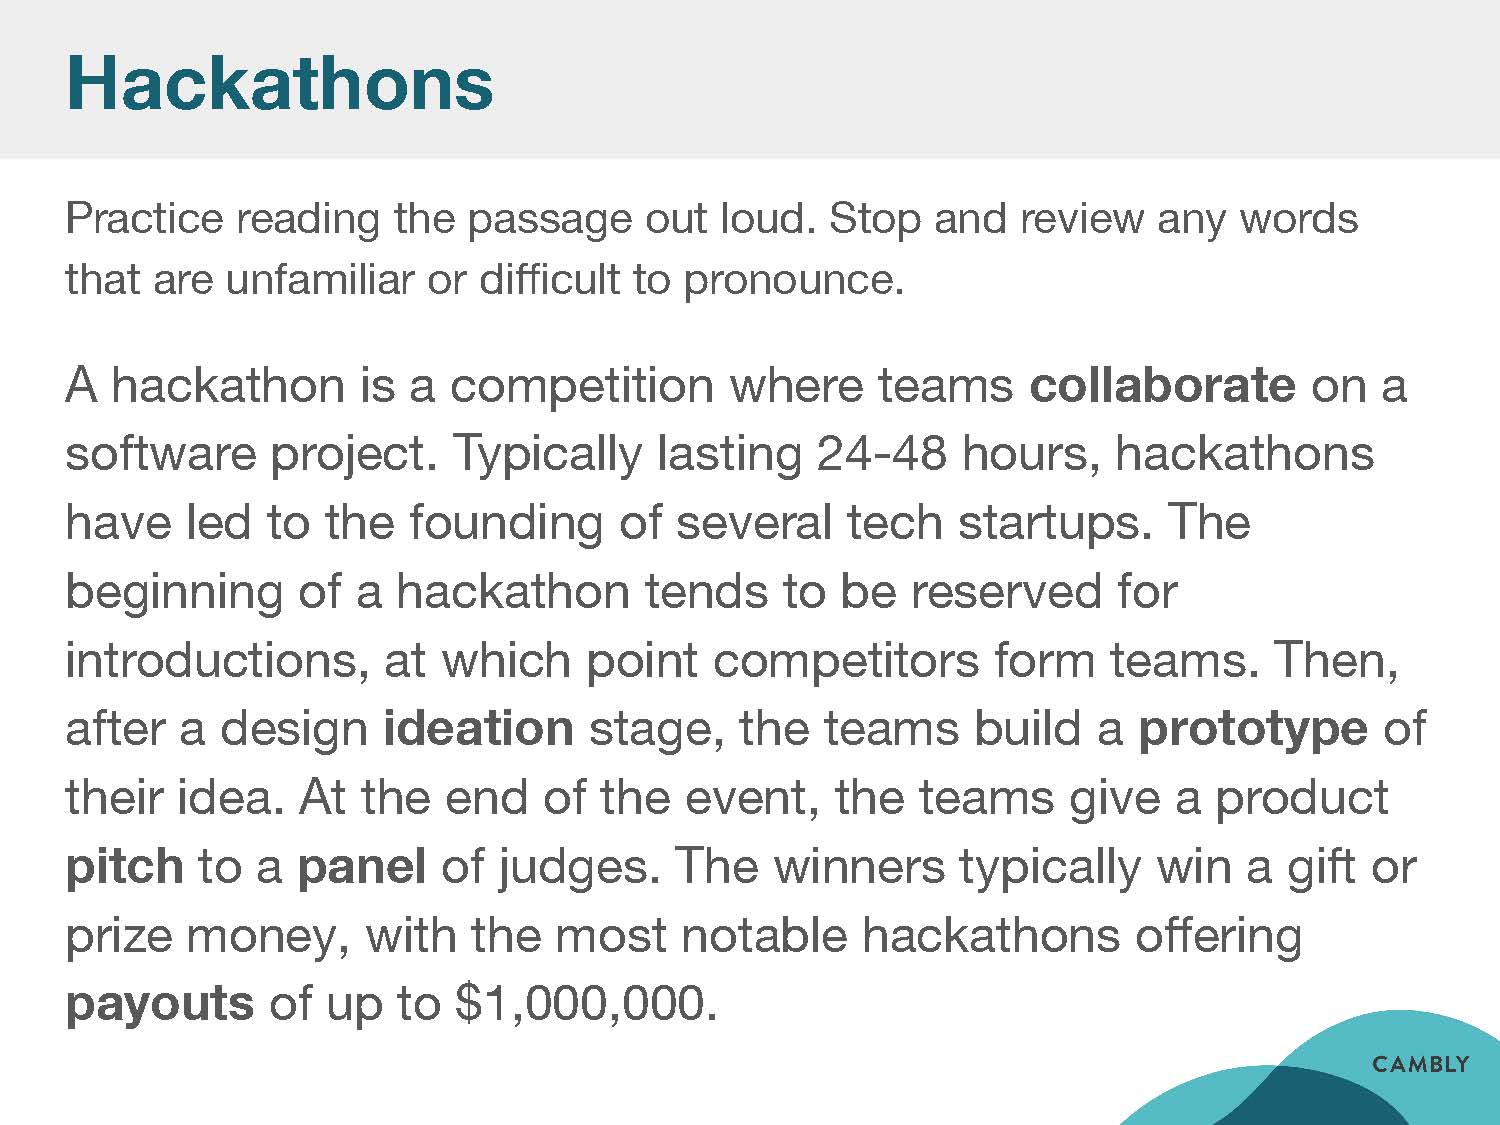 Hackathons
Practice reading the passage out loud. Stop and review any words
that are unfamiliar or difficult to pronounce.
A hackathon is a competition where teams collaborate on a
software project. Typically lasting 24-48 hours, hackathons
have led to the founding of several tech startups. The
beginning of a hackathon tends to be reserved for
introductions, at which point competitors form teams. Then,
after a design ideation stage, the teams build a prototype of
their idea. At the end of the event, the teams give a product
pitch to a panel of judges. The winners typically win a gift or
prize money, with the most notable hackathons offering
payouts of up to $1,000,000.
CAMBLY